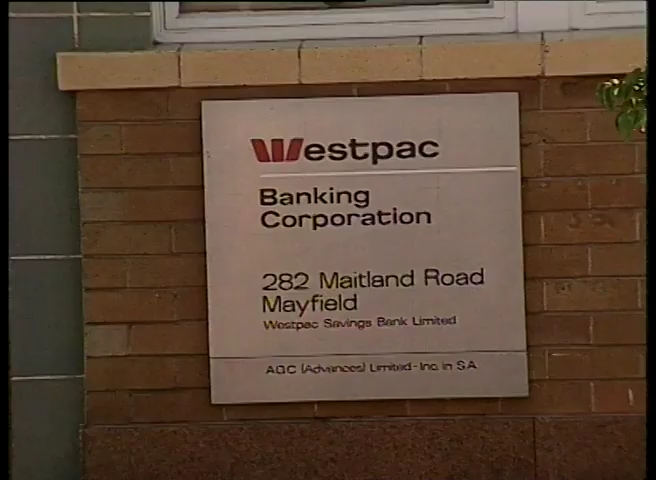 Westpac
Banking
Corporation
282 Maitland Road
Mayfield
Westpac Savings Bank Limited
AGC (Advances) Limited - Inc. in SA